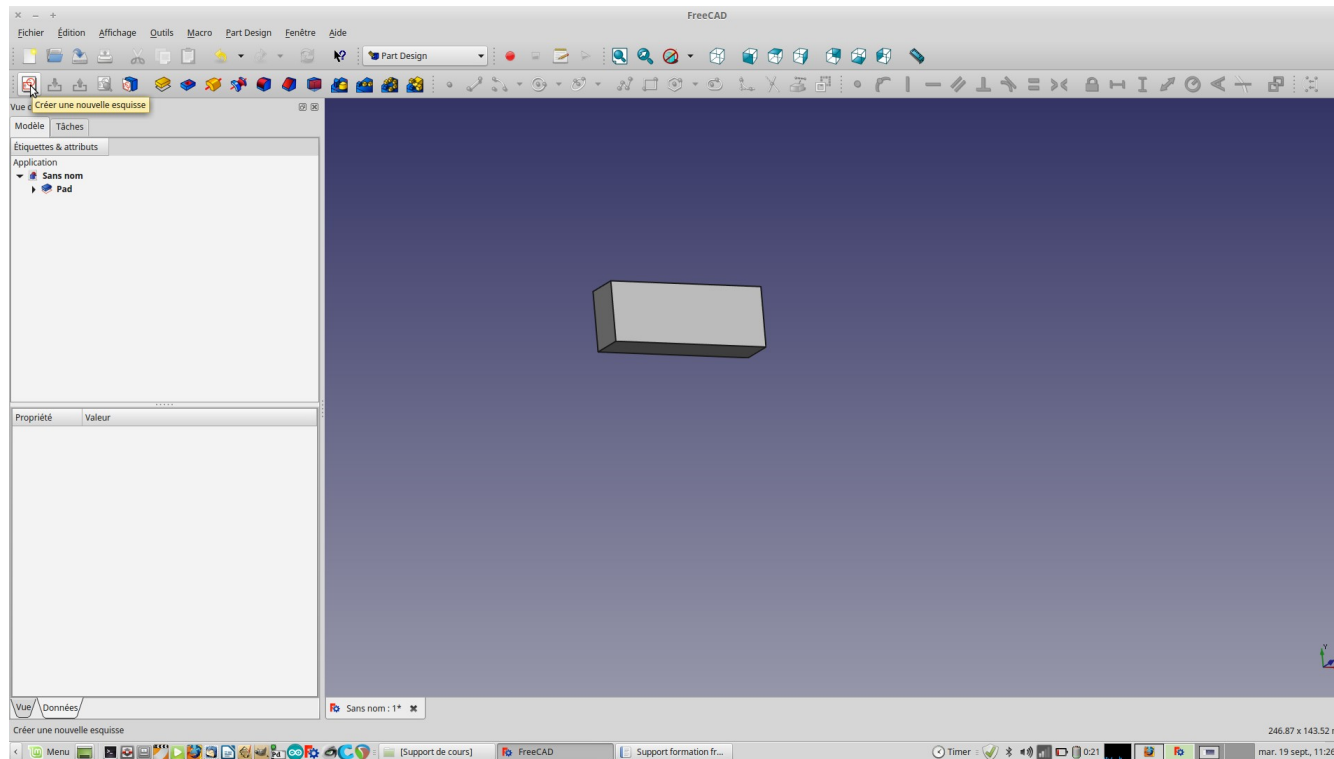 FreeCAD
Fichier Édition Affichage Outils Macro Part Design Fenêtre Aide
Part Design
Créer une nouvelle esquisse
Modèle Tâches
Étiquettes & attributs
Application
Sans nom
Pad
Propriété Valeur
Y
Vue Données
Sans nom : 1*
Créer une nouvelle esquisse
246.87 x 143.52
Menu [Support de cours] FreeCAD Support formation fr... Timer 0:21 mar. 19 sept., 11:26